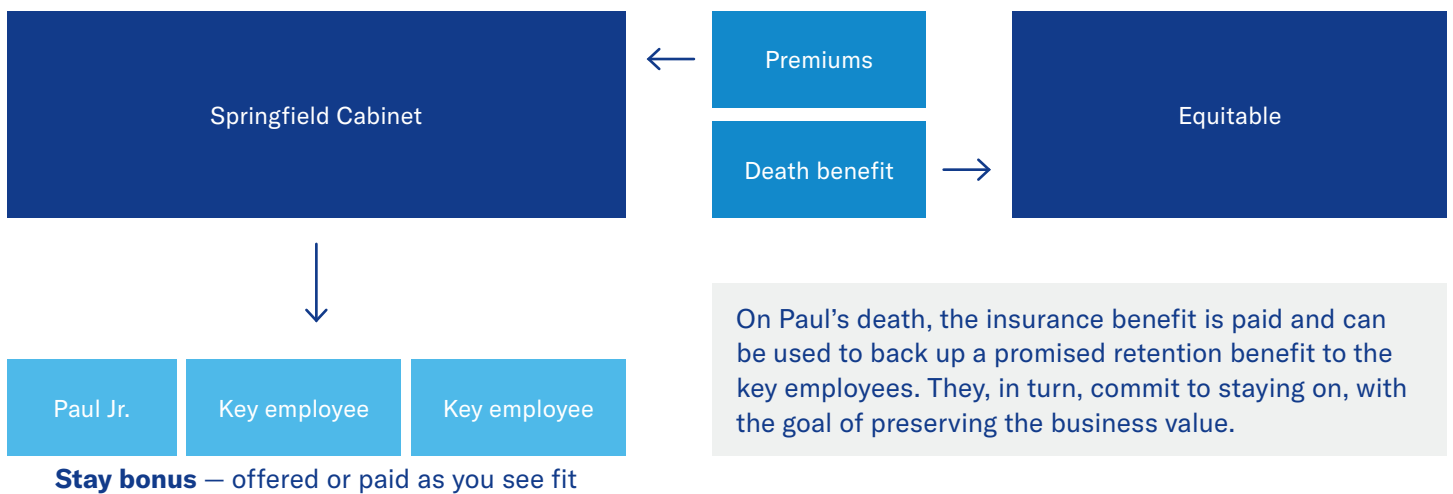 Springfield Cabinet
Premiums
Death benefit
Equitable
On Paul’s death, the insurance benefit is paid and can
be used to back up a promised retention benefit to the
key employees. They, in turn, commit to staying on, with
the goal of preserving the business value.
Paul Jr.
Key employee
Key employee
Stay bonus — offered or paid as you see fit